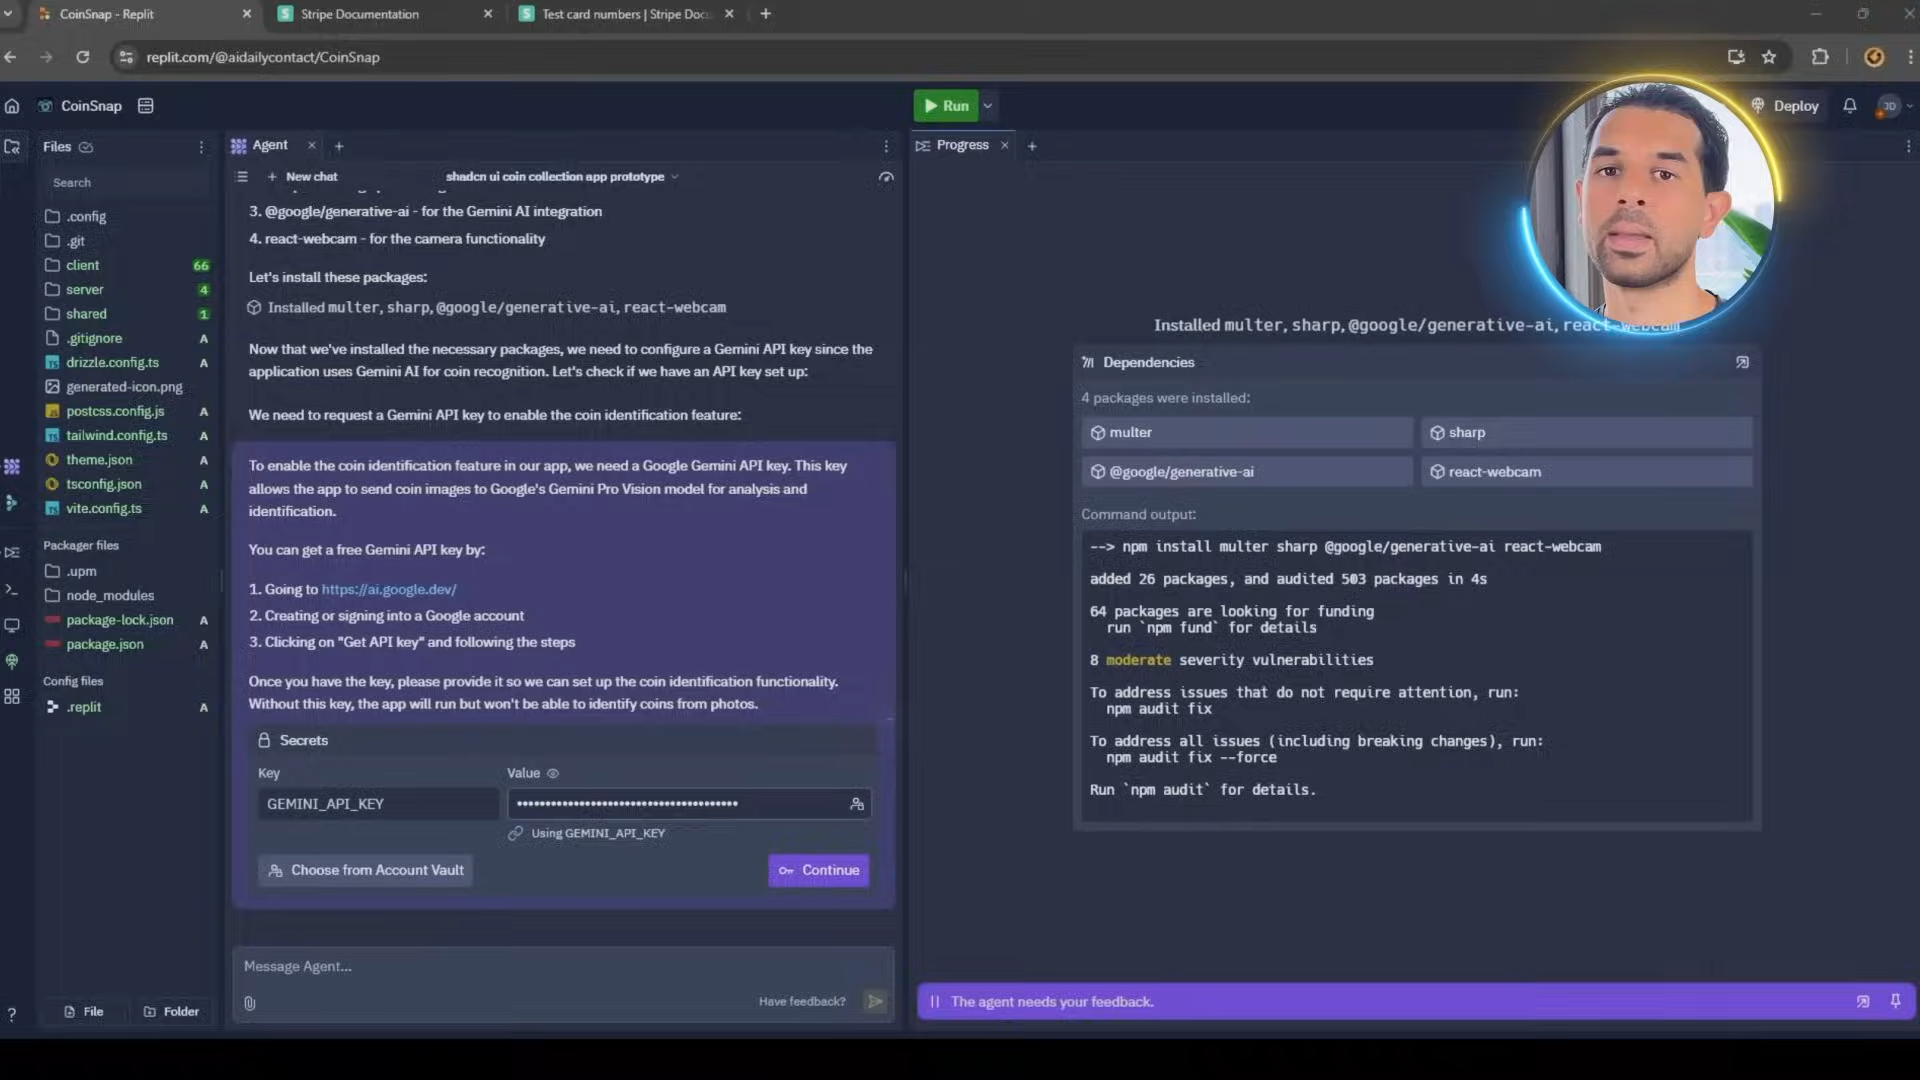 CoinSnap - Replit
Stripe Documentation
Test card numbers | Stripe Doc
replit.com/@aidailycontact/CoinSnap
CoinSnap
Run
Deploy
JD
Files
Agent
Progress
Search
New chat
shadcn ui coin collection app prototype
.config
.git
client 66
server 4
shared 1
.gitignore A
drizzle.config.ts A
generated-icon.png
postcss.config.js A
tailwind.config.ts A
theme.json A
tsconfig.json A
vite.config.ts A
Packager files
.upm
node_modules
package-lock.json A
package.json A
Config files
.replit A
File
Folder
3. @google/generative-ai - for the Gemini AI integration
4. react-webcam - for the camera functionality
Let's install these packages:
Installed multer, sharp, @google/generative-ai, react-webcam
Now that we've installed the necessary packages, we need to configure a Gemini API key since the
application uses Gemini AI for coin recognition. Let's check if we have an API key set up:
We need to request a Gemini API key to enable the coin identification feature:
To enable the coin identification feature in our app, we need a Google Gemini API key. This key
allows the app to send coin images to Google's Gemini Pro Vision model for analysis and
identification.
You can get a free Gemini API key by:
1. Going to https://ai.google.dev/
2. Creating or signing into a Google account
3. Clicking on "Get API key" and following the steps
Once you have the key, please provide it so we can set up the coin identification functionality.
Without this key, the app will run but won't be able to identify coins from photos.
Secrets
Key
Value
GEMINI_API_KEY
Using GEMINI_API_KEY
Choose from Account Vault
Continue
Message Agent...
Have feedback?
Installed multer, sharp, @google/generative-ai, react-webcam
Dependencies
4 packages were installed:
multer
sharp
@google/generative-ai
react-webcam
Command output:
--> npm install multer sharp @google/generative-ai react-webcam
added 26 packages, and audited 503 packages in 4s
64 packages are looking for funding
run `npm fund` for details
8 moderate severity vulnerabilities
To address issues that do not require attention, run:
npm audit fix
To address all issues (including breaking changes), run:
npm audit fix --force
Run `npm audit` for details.
The agent needs your feedback.